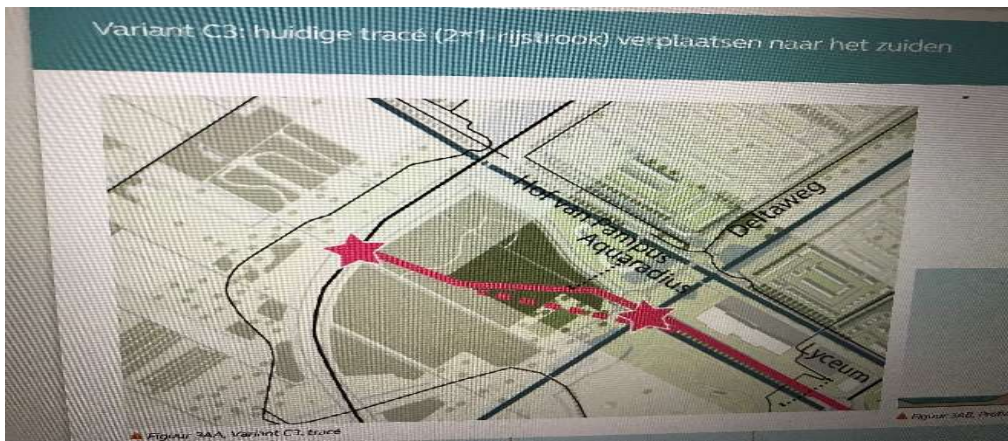 Variant C3: huidige tracé (2*1-rijstrook) verplaatsen naar het zuiden
Hof van Pampus
Aquaradius
Deltaweg
Lyceum
Figuur 3AA, Variant C3, tracé
Figuur 3AB,